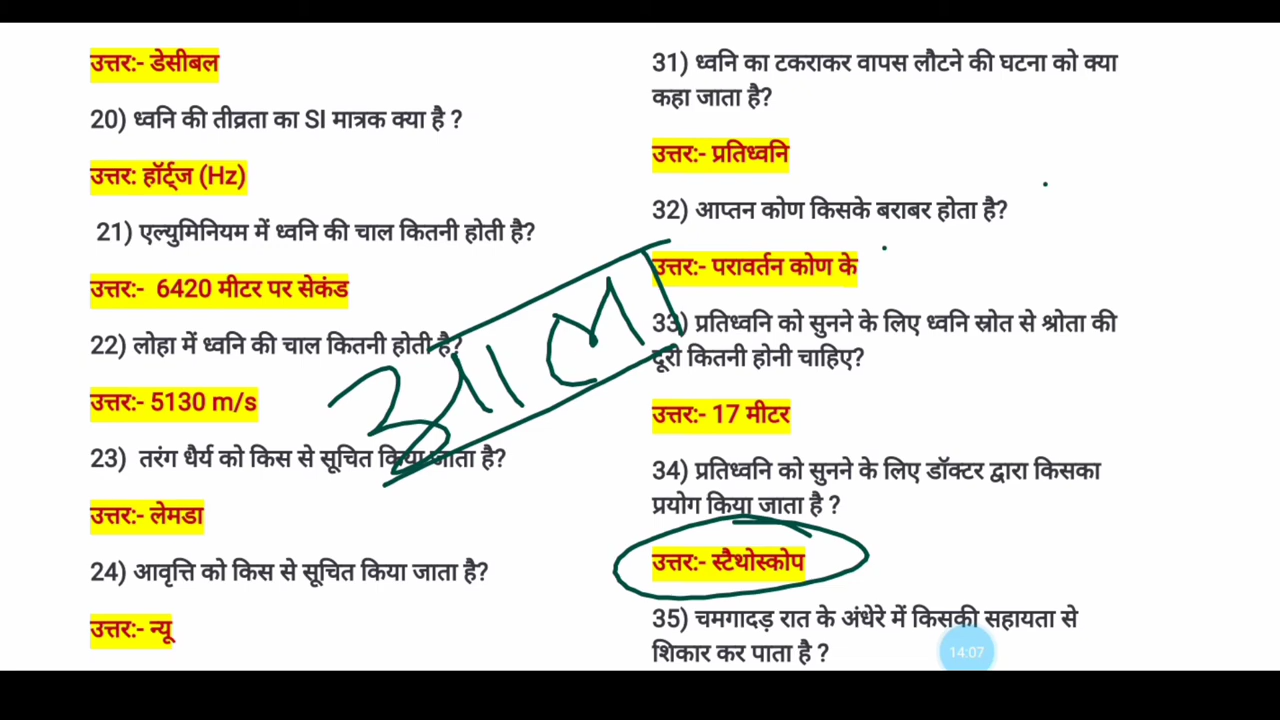 उत्तर:- डेसीबल
20) ध्वनि की तीव्रता का SI मात्रक क्या है ?
उत्तर: हॉर्ट्ज (Hz)
21) एल्युमिनियम में ध्वनि की चाल कितनी होती है?
उत्तर:- 6420 मीटर पर सेकंड
22) लोहा में ध्वनि की चाल कितनी होती है?
उत्तर:- 5130 m/s
23) तरंग धैर्य को किस से सूचित किया जाता है?
उत्तर:- लेमडा
24) आवृत्ति को किस से सूचित किया जाता है?
उत्तर:- न्यू
आल
31) ध्वनि का टकराकर वापस लौटने की घटना को क्या
कहा जाता है?
उत्तर:- प्रतिध्वनि
32) आप्तन कोण किसके बराबर होता है?
उत्तर:- परावर्तन कोण के
33) प्रतिध्वनि को सुनने के लिए ध्वनि स्रोत से श्रोता की
दूरी कितनी होनी चाहिए?
उत्तर:- 17 मीटर
34) प्रतिध्वनि को सुनने के लिए डॉक्टर द्वारा किसका
प्रयोग किया जाता है ?
उत्तर:- स्टैथोस्कोप
35) चमगादड़ रात के अंधेरे में किसकी सहायता से
शिकार कर पाता है ?
14:07